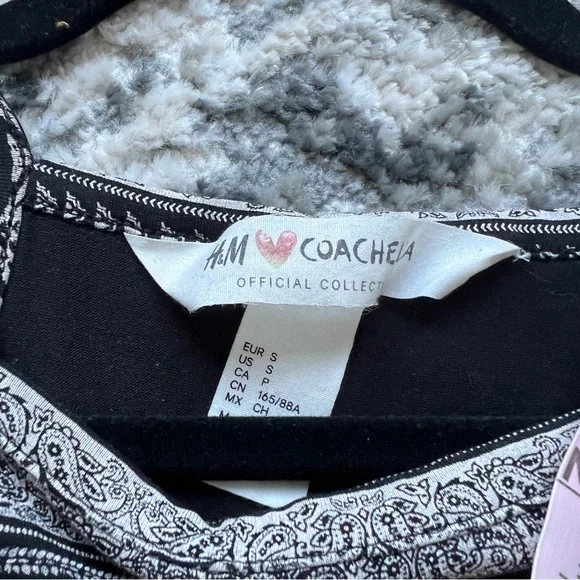 H&M COACHELLA
OFFICIAL COLLECT
EUR S
US S
CA P
CN 165/88A
MX CH